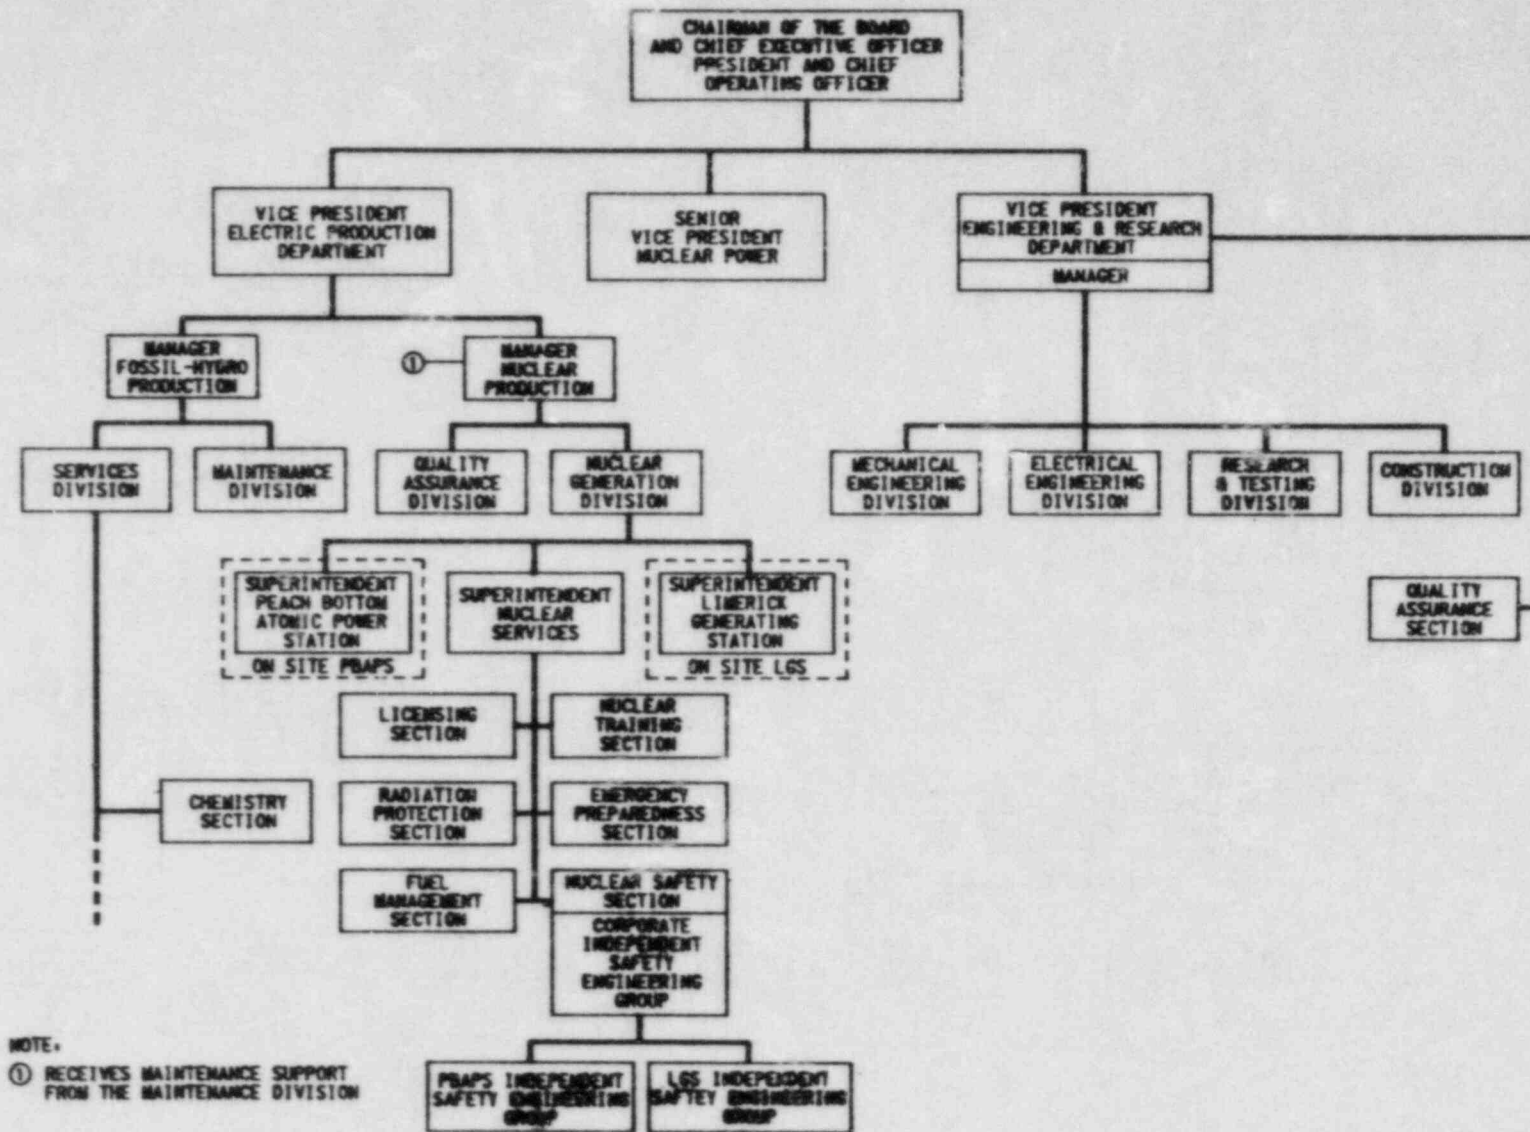 CHAIRMAN OF THE BOARD
AND CHIEF EXECUTIVE OFFICER
PRESIDENT AND CHIEF
OPERATING OFFICER
VICE PRESIDENT
ELECTRIC PRODUCTION
DEPARTMENT
SENIOR
VICE PRESIDENT
NUCLEAR POWER
VICE PRESIDENT
ENGINEERING & RESEARCH
DEPARTMENT
MANAGER
MANAGER
FOSSIL-HYDRO
PRODUCTION
①
MANAGER
NUCLEAR
PRODUCTION
SERVICES
DIVISION
MAINTENANCE
DIVISION
QUALITY
ASSURANCE
DIVISION
NUCLEAR
GENERATION
DIVISION
MECHANICAL
ENGINEERING
DIVISION
ELECTRICAL
ENGINEERING
DIVISION
RESEARCH
& TESTING
DIVISION
CONSTRUCTION
DIVISION
SUPERINTENDENT
PEACH BOTTOM
ATOMIC POWER
STATION
ON SITE PBAPS
SUPERINTENDENT
NUCLEAR
SERVICES
SUPERINTENDENT
LIMERICK
GENERATING
STATION
ON SITE LGS
QUALITY
ASSURANCE
SECTION
LICENSING
SECTION
NUCLEAR
TRAINING
SECTION
CHEMISTRY
SECTION
RADIATION
PROTECTION
SECTION
EMERGENCY
PREPAREDNESS
SECTION
FUEL
MANAGEMENT
SECTION
NUCLEAR SAFETY
SECTION
CORPORATE
INDEPENDENT
SAFETY
ENGINEERING
GROUP
PBAPS INDEPENDENT
SAFETY ENGINEERING
GROUP
LGS INDEPENDENT
SAFTEY ENGINEERING
GROUP
NOTE.
① RECEIVES MAINTENANCE SUPPORT
FROM THE MAINTENANCE DIVISION